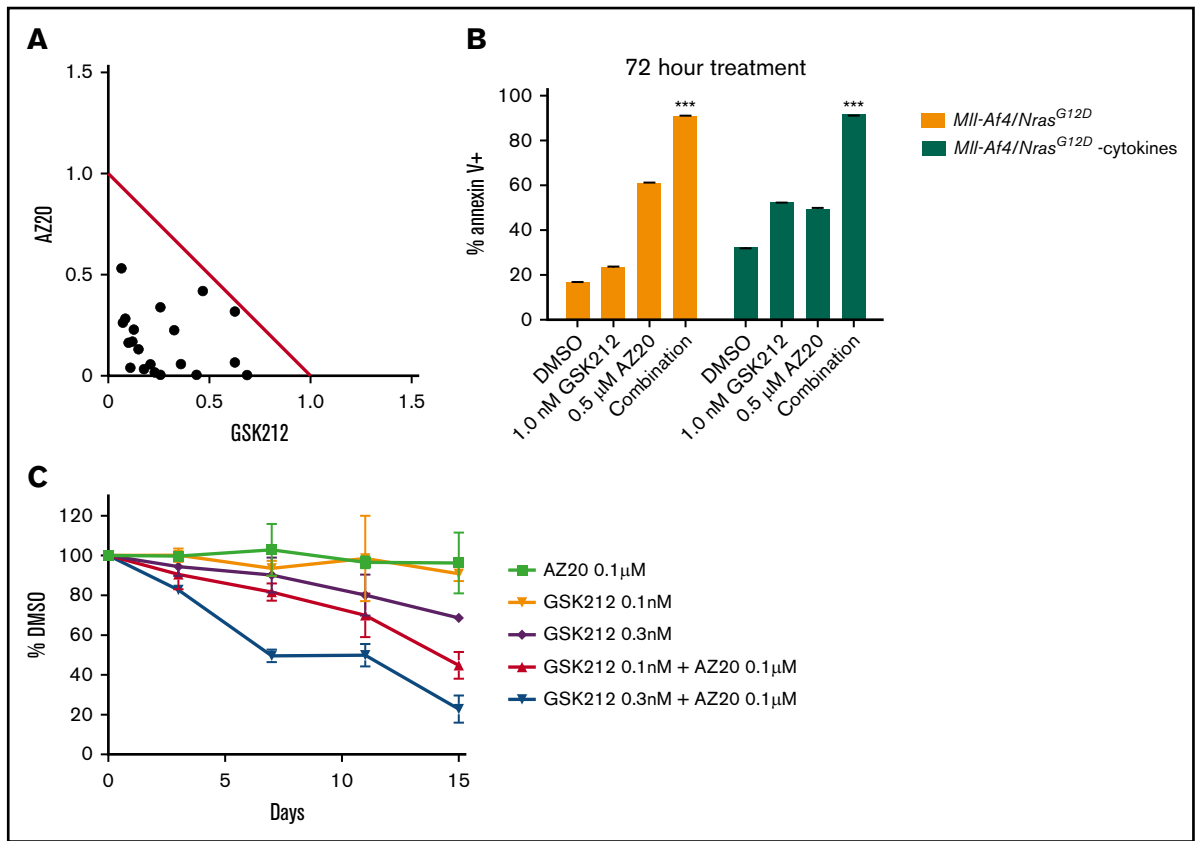 A
1.5
1.0
0.5
0
AZ20
0 0.5 1.0 1.5
GSK212
B
72 hour treatment
100
80
60
40
20
0
% annexin V+
*** ***
DMSO
1.0 nM GSK212
0.5 μM AZ20
Combination
DMSO
1.0 nM GSK212
0.5 μM AZ20
Combination
Mll-Af4/Nras^G12D
Mll-Af4/Nras^G12D -cytokines
C
120
100
80
60
40
20
0
% DMSO
0 5 10 15
Days
AZ20 0.1μM
GSK212 0.1nM
GSK212 0.3nM
GSK212 0.1nM + AZ20 0.1μM
GSK212 0.3nM + AZ20 0.1μM